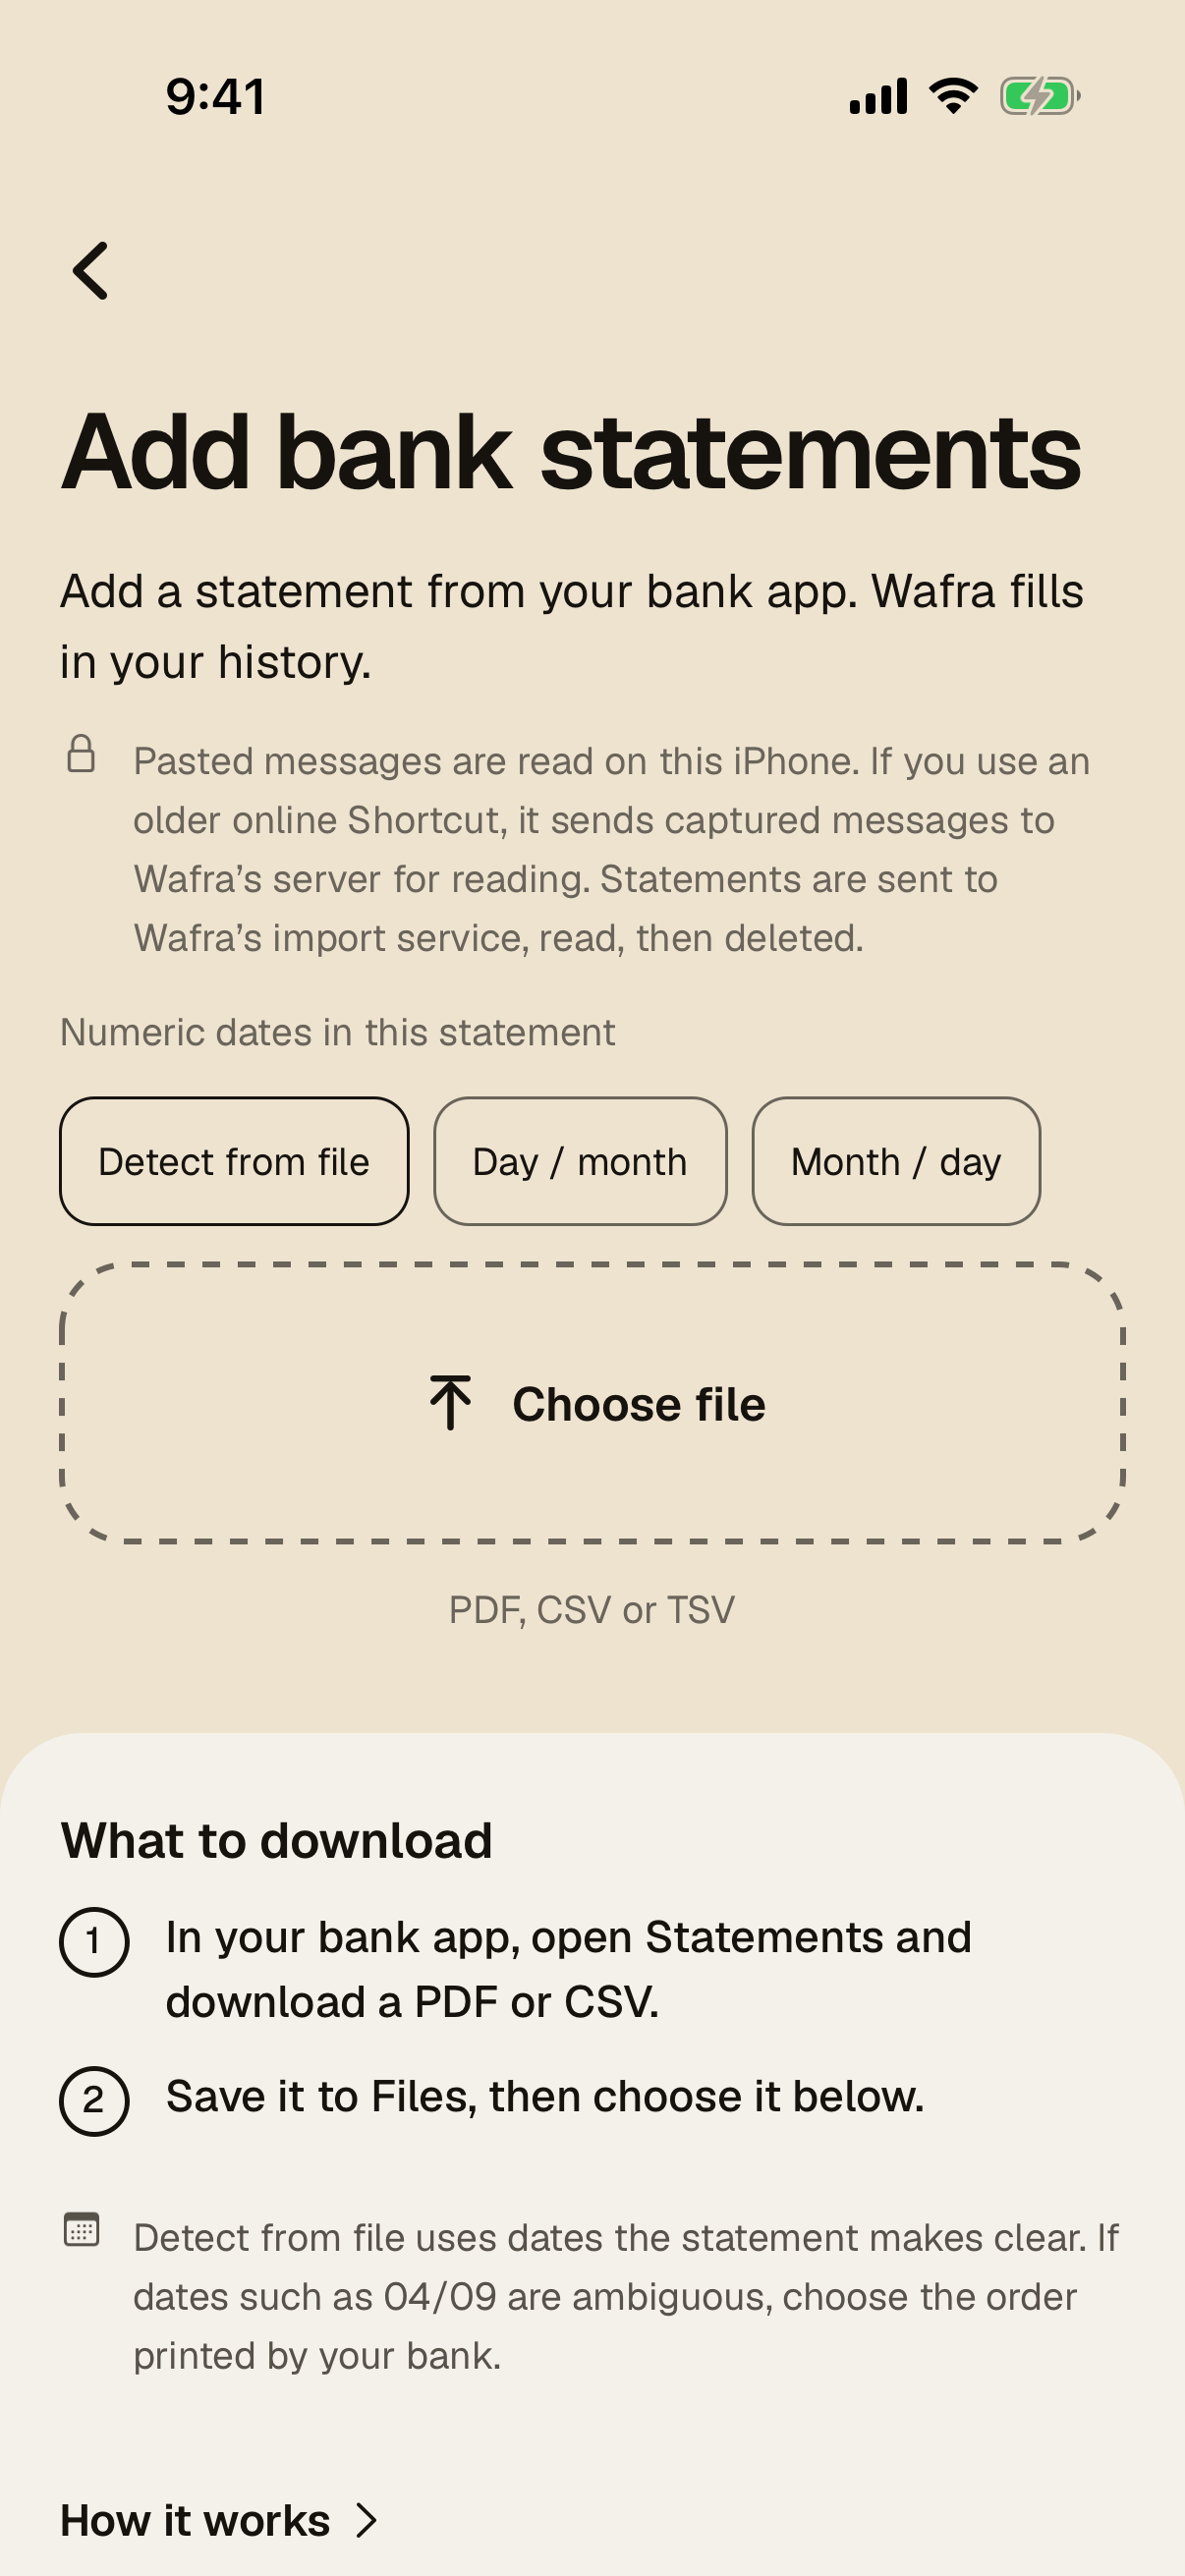 9:41
Add bank statements
Add a statement from your bank app. Wafra fills
in your history.
Pasted messages are read on this iPhone. If you use an
older online Shortcut, it sends captured messages to
Wafra’s server for reading. Statements are sent to
Wafra’s import service, read, then deleted.
Numeric dates in this statement
Detect from file
Day / month
Month / day
Choose file
PDF, CSV or TSV
What to download
1 In your bank app, open Statements and
download a PDF or CSV.
2 Save it to Files, then choose it below.
Detect from file uses dates the statement makes clear. If
dates such as 04/09 are ambiguous, choose the order
printed by your bank.
How it works